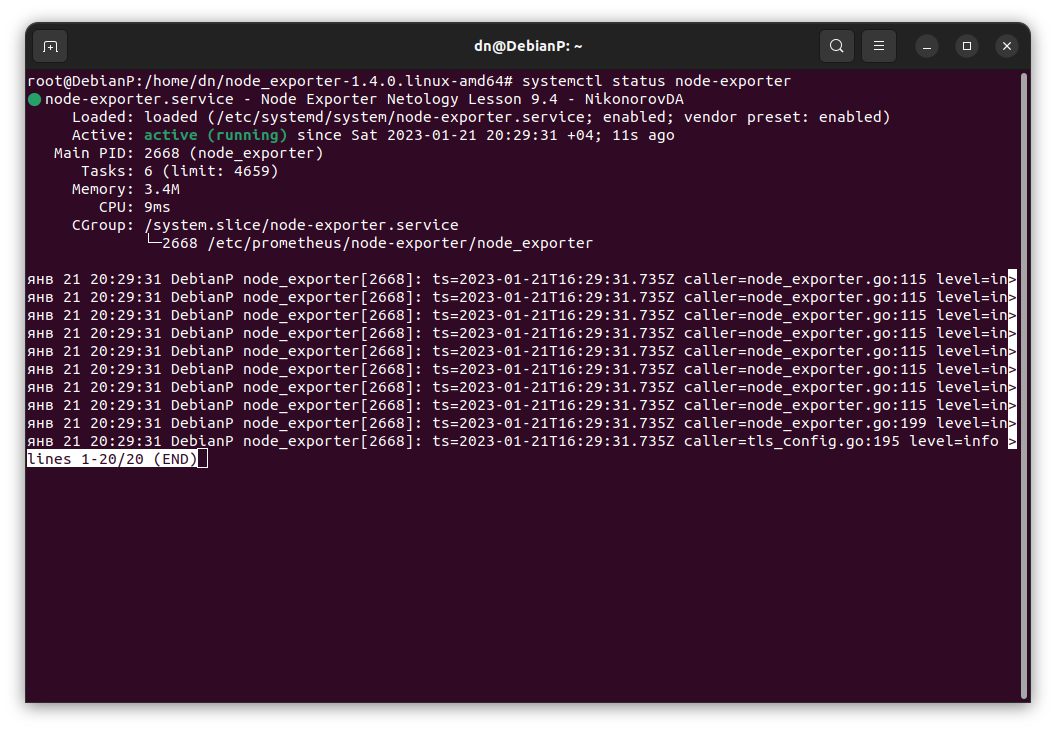 dn@DebianP: ~
root@DebianP:/home/dn/node_exporter-1.4.0.linux-amd64# systemctl status node-exporter
● node-exporter.service - Node Exporter Netology Lesson 9.4 - NikonorovDA
Loaded: loaded (/etc/systemd/system/node-exporter.service; enabled; vendor preset: enabled)
Active: active (running) since Sat 2023-01-21 20:29:31 +04; 11s ago
Main PID: 2668 (node_exporter)
Tasks: 6 (limit: 4659)
Memory: 3.4M
CPU: 9ms
CGroup: /system.slice/node-exporter.service
└─2668 /etc/prometheus/node-exporter/node_exporter
янв 21 20:29:31 DebianP node_exporter[2668]: ts=2023-01-21T16:29:31.735Z caller=node_exporter.go:115 level=in>
янв 21 20:29:31 DebianP node_exporter[2668]: ts=2023-01-21T16:29:31.735Z caller=node_exporter.go:115 level=in>
янв 21 20:29:31 DebianP node_exporter[2668]: ts=2023-01-21T16:29:31.735Z caller=node_exporter.go:115 level=in>
янв 21 20:29:31 DebianP node_exporter[2668]: ts=2023-01-21T16:29:31.735Z caller=node_exporter.go:115 level=in>
янв 21 20:29:31 DebianP node_exporter[2668]: ts=2023-01-21T16:29:31.735Z caller=node_exporter.go:115 level=in>
янв 21 20:29:31 DebianP node_exporter[2668]: ts=2023-01-21T16:29:31.735Z caller=node_exporter.go:115 level=in>
янв 21 20:29:31 DebianP node_exporter[2668]: ts=2023-01-21T16:29:31.735Z caller=node_exporter.go:115 level=in>
янв 21 20:29:31 DebianP node_exporter[2668]: ts=2023-01-21T16:29:31.735Z caller=node_exporter.go:115 level=in>
янв 21 20:29:31 DebianP node_exporter[2668]: ts=2023-01-21T16:29:31.735Z caller=node_exporter.go:199 level=in>
янв 21 20:29:31 DebianP node_exporter[2668]: ts=2023-01-21T16:29:31.735Z caller=tls_config.go:195 level=info >
lines 1-20/20 (END)